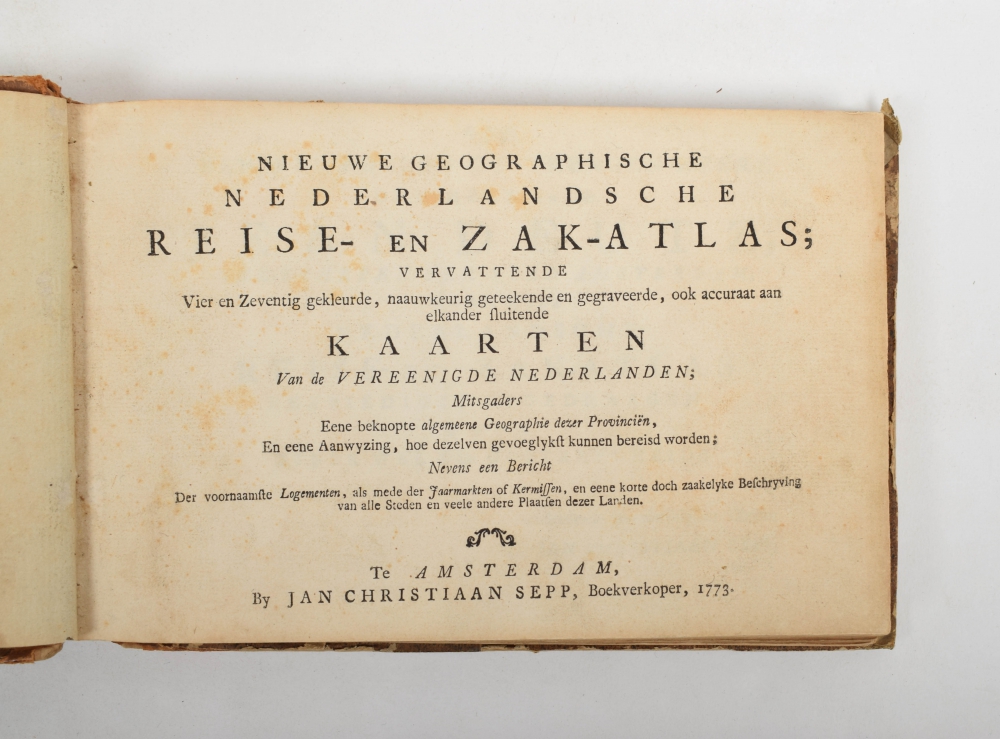 NIEUWE GEOGRAPHISCHE
NEDERLANDSCHE
REISE- EN ZAK-ATLAS;
VERVATTENDE
Vier en Zeventig gekleurde, naauwkeurig geteekende en gegraveerde, ook accuraat aan
elkander ſluitende
KAARTEN
Van de VEREENIGDE NEDERLANDEN;
Mitsgaders
Eene beknopte algemeene Geographie dezer Provinciën,
En eene Aanwyzing, hoe dezelven gevoeglykſt kunnen bereisd worden;
Nevens een Bericht
Der voornaamſte Logementen, als mede der Jaarmarkten of Kermiſſen, en eene korte doch zaakelyke Beſchryving
van alle Steden en veele andere Plaatſen dezer Landen.
Te AMSTERDAM,
By JAN CHRISTIAAN SEPP, Boekverkoper, 1773.